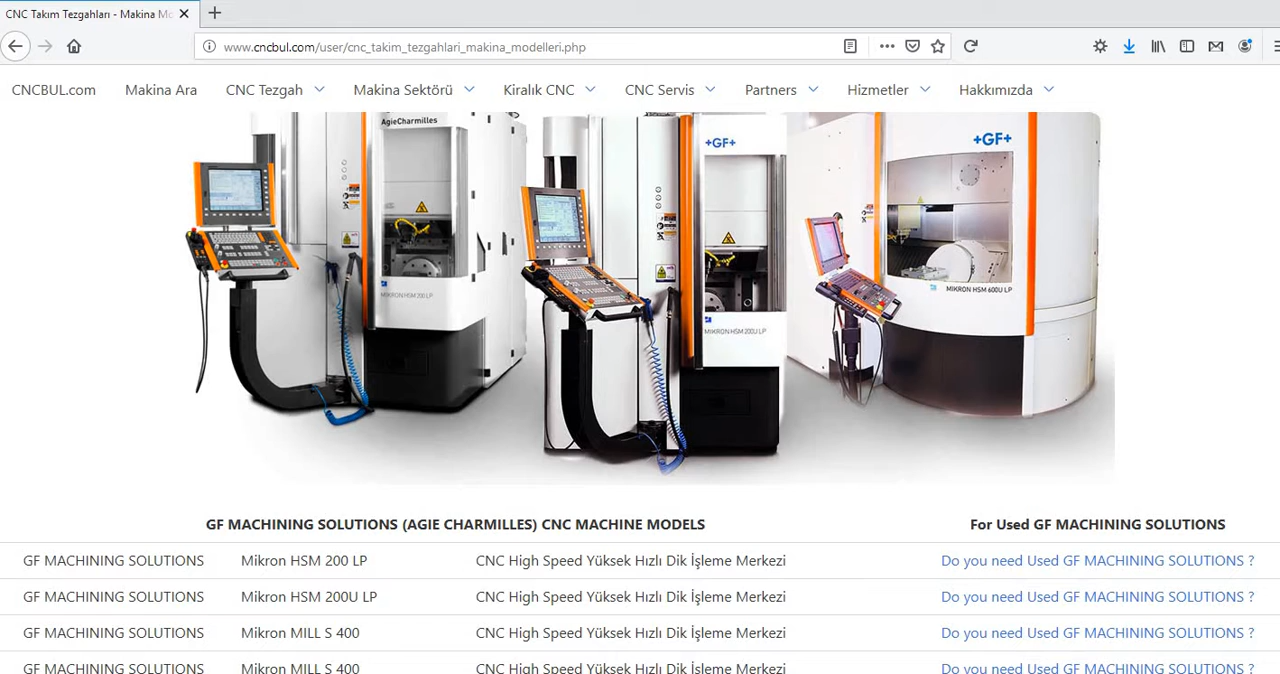 CNC Takım Tezgahları - Makina Mo
www.cncbul.com/user/cnc_takim_tezgahlari_makina_modelleri.php
CNCBUL.com Makina Ara CNC Tezgah Makina Sektörü Kiralık CNC CNC Servis Partners Hizmetler Hakkımızda
AgieCharmilles
+GF+
+GF+
MIKRON HSM 200 LP
MIKRON HSM 200U LP
MIKRON HSM 600U LP
GF MACHINING SOLUTIONS (AGIE CHARMILLES) CNC MACHINE MODELS For Used GF MACHINING SOLUTIONS
GF MACHINING SOLUTIONS Mikron HSM 200 LP CNC High Speed Yüksek Hızlı Dik İşleme Merkezi Do you need Used GF MACHINING SOLUTIONS ?
GF MACHINING SOLUTIONS Mikron HSM 200U LP CNC High Speed Yüksek Hızlı Dik İşleme Merkezi Do you need Used GF MACHINING SOLUTIONS ?
GF MACHINING SOLUTIONS Mikron MILL S 400 CNC High Speed Yüksek Hızlı Dik İşleme Merkezi Do you need Used GF MACHINING SOLUTIONS ?
GF MACHINING SOLUTIONS Mikron MILL S 400 CNC High Speed Yüksek Hızlı Dik İşleme Merkezi Do you need Used GF MACHINING SOLUTIONS ?